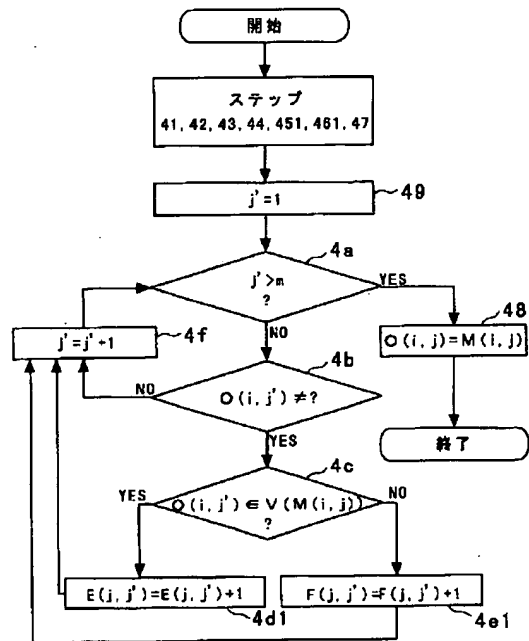 開始
ステップ
41, 42, 43, 44, 451, 461, 47
j'=1
49
4a
j'>m
?
YES
NO
j'=j'+1
4f
48
O(i,j)=M(i,j)
4b
NO
O(i,j')≠?
YES
終了
4c
YES
O(i,j')∈V(M(i,j))
?
NO
E(j,j')=E(j,j')+1
4d1
F(j,j')=F(j,j')+1
4e1